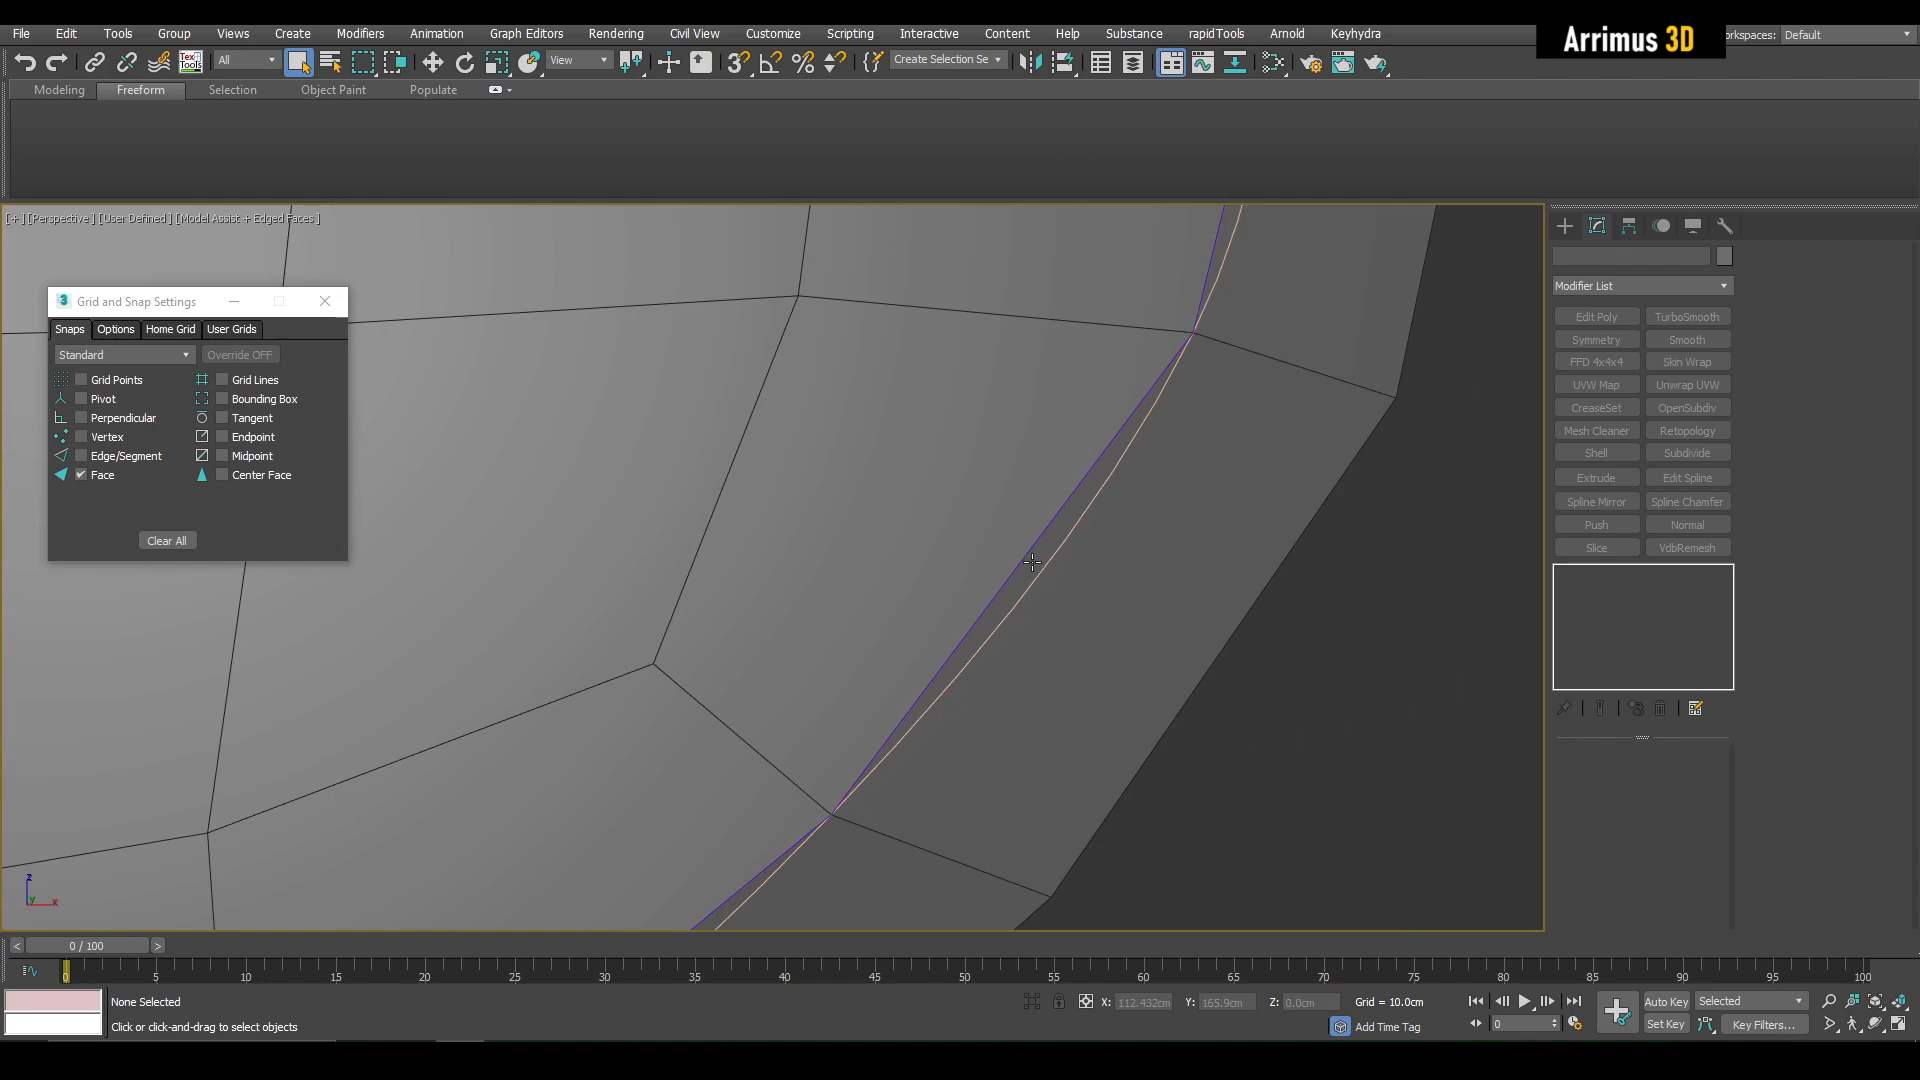 File Edit Tools Group Views Create Modifiers Animation Graph Editors Rendering Civil View Customize Scripting Interactive Content Help Substance rapidTools Arnold Keyhydra
Arrimus 3D
orkspaces: Default
All
View
Create Selection Se
Modeling Freeform Selection Object Paint Populate
[+] [Perspective] [User Defined] [Model Assist + Edged Faces]
Grid and Snap Settings
Snaps Options Home Grid User Grids
Standard Override OFF
Grid Points Grid Lines
Pivot Bounding Box
Perpendicular Tangent
Vertex Endpoint
Edge/Segment Midpoint
Face Center Face
Clear All
Modifier List
Edit Poly TurboSmooth
Symmetry Smooth
FFD 4x4x4 Skin Wrap
UVW Map Unwrap UVW
CreaseSet OpenSubdiv
Mesh Cleaner Retopology
Shell Subdivide
Extrude Edit Spline
Spline Mirror Spline Chamfer
Push Normal
Slice VdbRemesh
z
y x
< 0 / 100 >
0 5 10 15 20 25 30 35 40 45 50 55 60 65 70 75 80 85 90 95 100
None Selected
X: 112.432cm Y: 165.9cm Z: 0.0cm Grid = 10.0cm
Auto Key Selected
Click or click-and-drag to select objects
Add Time Tag
0
Set Key Key Filters...